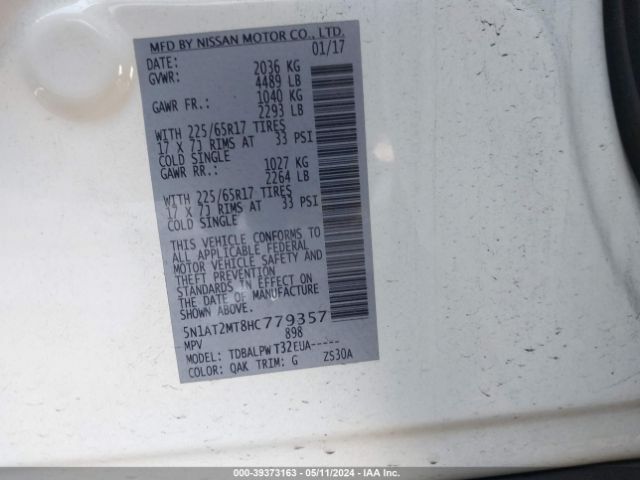 MFD BY NISSAN MOTOR CO., LTD.
DATE: 01/17
GVWR: 2036 KG
4489 LB
GAWR FR.: 1040 KG
2293 LB
WITH 225/65R17 TIRES
17 X 7J RIMS AT 33 PSI
COLD SINGLE
GAWR RR.: 1027 KG
2264 LB
WITH 225/65R17 TIRES
17 X 7J RIMS AT 33 PSI
COLD SINGLE
THIS VEHICLE CONFORMS TO
ALL APPLICABLE FEDERAL
MOTOR VEHICLE SAFETY AND
THEFT PREVENTION
STANDARDS IN EFFECT ON
THE DATE OF MANUFACTURE
SHOWN ABOVE.
5N1AT2MT8HC779357
MPV 898
MODEL: TDBALPWT32EUA-----
COLOR: QAK TRIM: G ZS30A
000-39373163 - 05/11/2024 - IAA Inc.